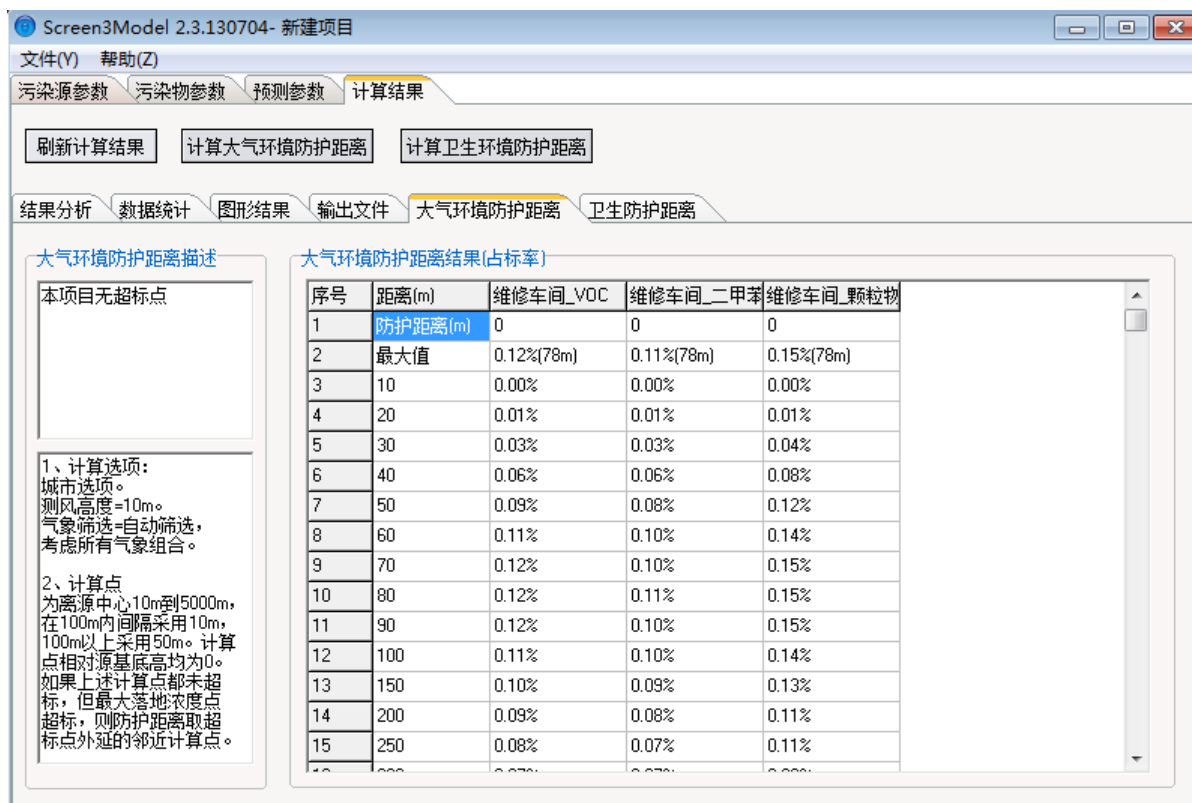 Screen3Model 2.3.130704- 新建项目
文件(Y) 帮助(Z)
污染源参数 污染物参数 预测参数 计算结果
刷新计算结果 计算大气环境防护距离 计算卫生环境防护距离
结果分析 数据统计 图形结果 输出文件 大气环境防护距离 卫生防护距离
大气环境防护距离描述
本项目无超标点
1、计算选项:
城市选项。
测风高度=10m。
气象筛选=自动筛选,
考虑所有气象组合。
2、计算点
为离源中心10m到5000m,
在100m内间隔采用10m,
100m以上采用50m。计算
点相对源基底高均为0。
如果上述计算点都未超
标,但最大落地浓度点
超标,则防护距离取超
标点外延的邻近计算点。
大气环境防护距离结果(占标率)
序号 距离(m) 维修车间_VOC 维修车间_二甲苯 维修车间_颗粒物
1 防护距离(m) 0 0 0
2 最大值 0.12%(78m) 0.11%(78m) 0.15%(78m)
3 10 0.00% 0.00% 0.00%
4 20 0.01% 0.01% 0.01%
5 30 0.03% 0.03% 0.04%
6 40 0.06% 0.06% 0.08%
7 50 0.09% 0.08% 0.12%
8 60 0.11% 0.10% 0.14%
9 70 0.12% 0.10% 0.15%
10 80 0.12% 0.11% 0.15%
11 90 0.12% 0.10% 0.15%
12 100 0.11% 0.10% 0.14%
13 150 0.10% 0.09% 0.13%
14 200 0.09% 0.08% 0.11%
15 250 0.08% 0.07% 0.11%